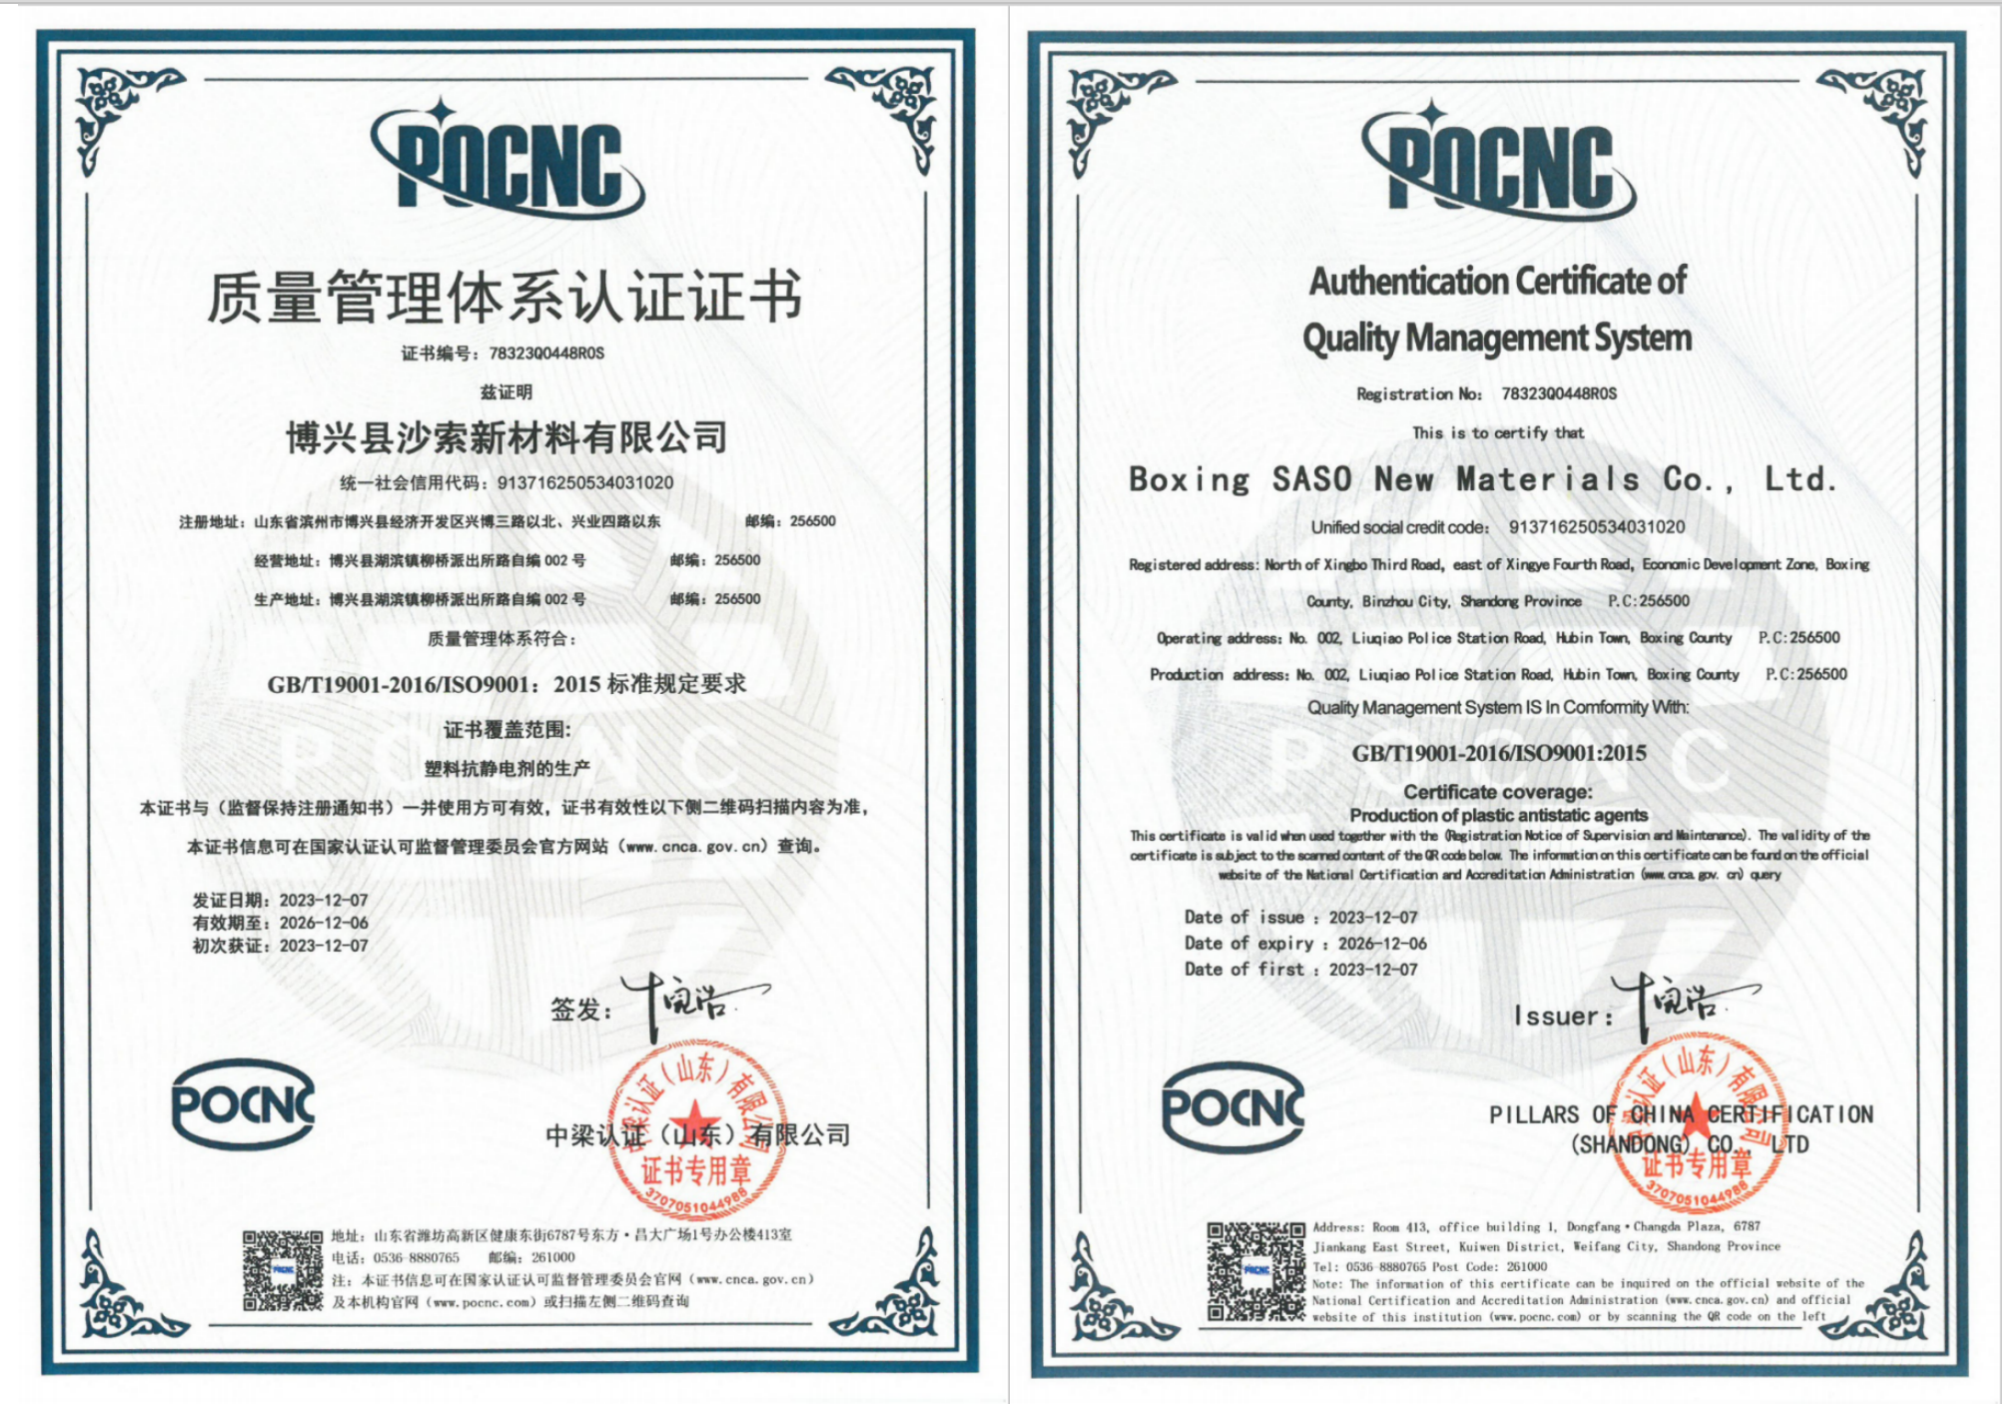 POCNC
质量管理体系认证证书
证书编号：78323Q0448R0S
兹证明
博兴县沙索新材料有限公司
统一社会信用代码：913716250534031020
注册地址：山东省滨州市博兴县经济开发区兴博三路以北、兴业四路以东 邮编：256500
经营地址：博兴县湖滨镇柳桥派出所路自编 002 号 邮编：256500
生产地址：博兴县湖滨镇柳桥派出所路自编 002 号 邮编：256500
质量管理体系符合：
GB/T19001-2016/ISO9001：2015 标准规定要求
证书覆盖范围：
塑料抗静电剂的生产
本证书与（监督保持注册通知书）一并使用方可有效，证书有效性以下侧二维码扫描内容为准，
本证书信息可在国家认证认可监督管理委员会官方网站（www.cnca.gov.cn）查询。
发证日期：2023-12-07
有效期至：2026-12-06
初次获证：2023-12-07
签发：
POCNC
中梁认证（山东）有限公司
中梁认证（山东）有限公司
证书专用章
3707051044988
地址：山东省潍坊高新区健康东街6787号东方·昌大广场1号办公楼413室
电话：0536-8880765 邮编：261000
注：本证书信息可在国家认证认可监督管理委员会官网（www.cnca.gov.cn）
及本机构官网（www.pocnc.com）或扫描左侧二维码查询
POCNC
POCNC
Authentication Certificate of
Quality Management System
Registration No: 78323Q0448R0S
This is to certify that
Boxing SASO New Materials Co., Ltd.
Unified social credit code: 913716250534031020
Registered address: North of Xingbo Third Road, east of Xingye Fourth Road, Economic Development Zone, Boxing
County, Binzhou City, Shandong Province P.C:256500
Operating address: No. 002, Liuqiao Police Station Road, Hubin Town, Boxing County P.C:256500
Production address: No. 002, Liuqiao Police Station Road, Hubin Town, Boxing County P.C:256500
Quality Management System IS In Comformity With:
GB/T19001-2016/ISO9001:2015
Certificate coverage:
Production of plastic antistatic agents
This certificate is valid when used together with the (Registration Notice of Supervision and Maintenance). The validity of the
certificate is subject to the scanned content of the QR code below. The information on this certificate can be found on the official
website of the National Certification and Accreditation Administration (www.cnca.gov.cn) query
Date of issue : 2023-12-07
Date of expiry : 2026-12-06
Date of first : 2023-12-07
Issuer:
POCNC
PILLARS OF CHINA CERTIFICATION
(SHANDONG) CO., LTD
中梁认证（山东）有限公司
证书专用章
3707051044988
Address: Room 413, office building 1, Dongfang·Changda Plaza, 6787
Jiankang East Street, Kuiwen District, Weifang City, Shandong Province
Tel: 0536-8880765 Post Code: 261000
Note: The information of this certificate can be inquired on the official website of the
National Certification and Accreditation Administration (www.cnca.gov.cn) and official
website of this institution (www.pocnc.com) or by scanning the QR code on the left
POCNC